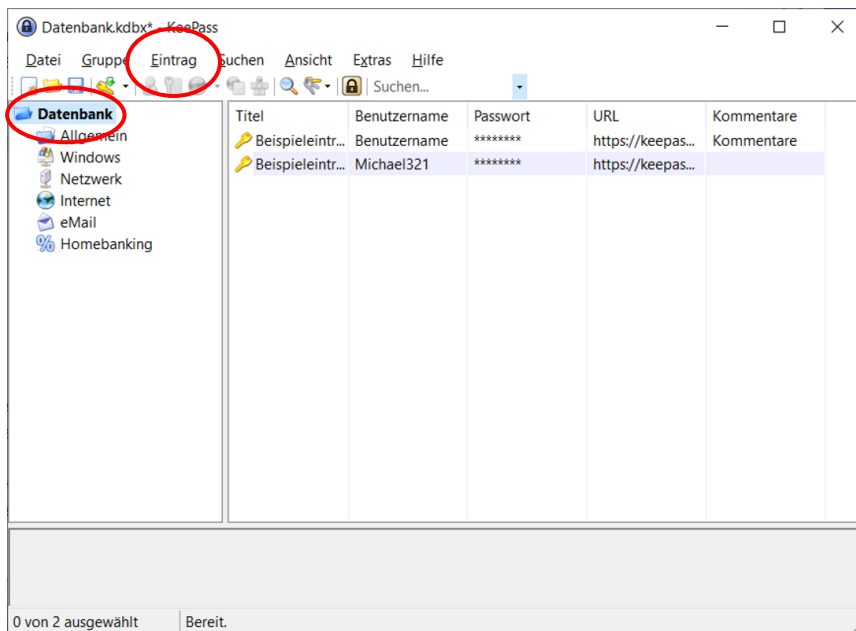 Datenbank.kdbx* - KeePass
Datei Gruppe Eintrag Suchen Ansicht Extras Hilfe
Suchen...
Datenbank
Allgemein
Windows
Netzwerk
Internet
eMail
Homebanking
Titel Benutzername Passwort URL Kommentare
Beispieleintr... Benutzername ******** https://keepas... Kommentare
Beispieleintr... Michael321 ******** https://keepas...
0 von 2 ausgewählt Bereit.